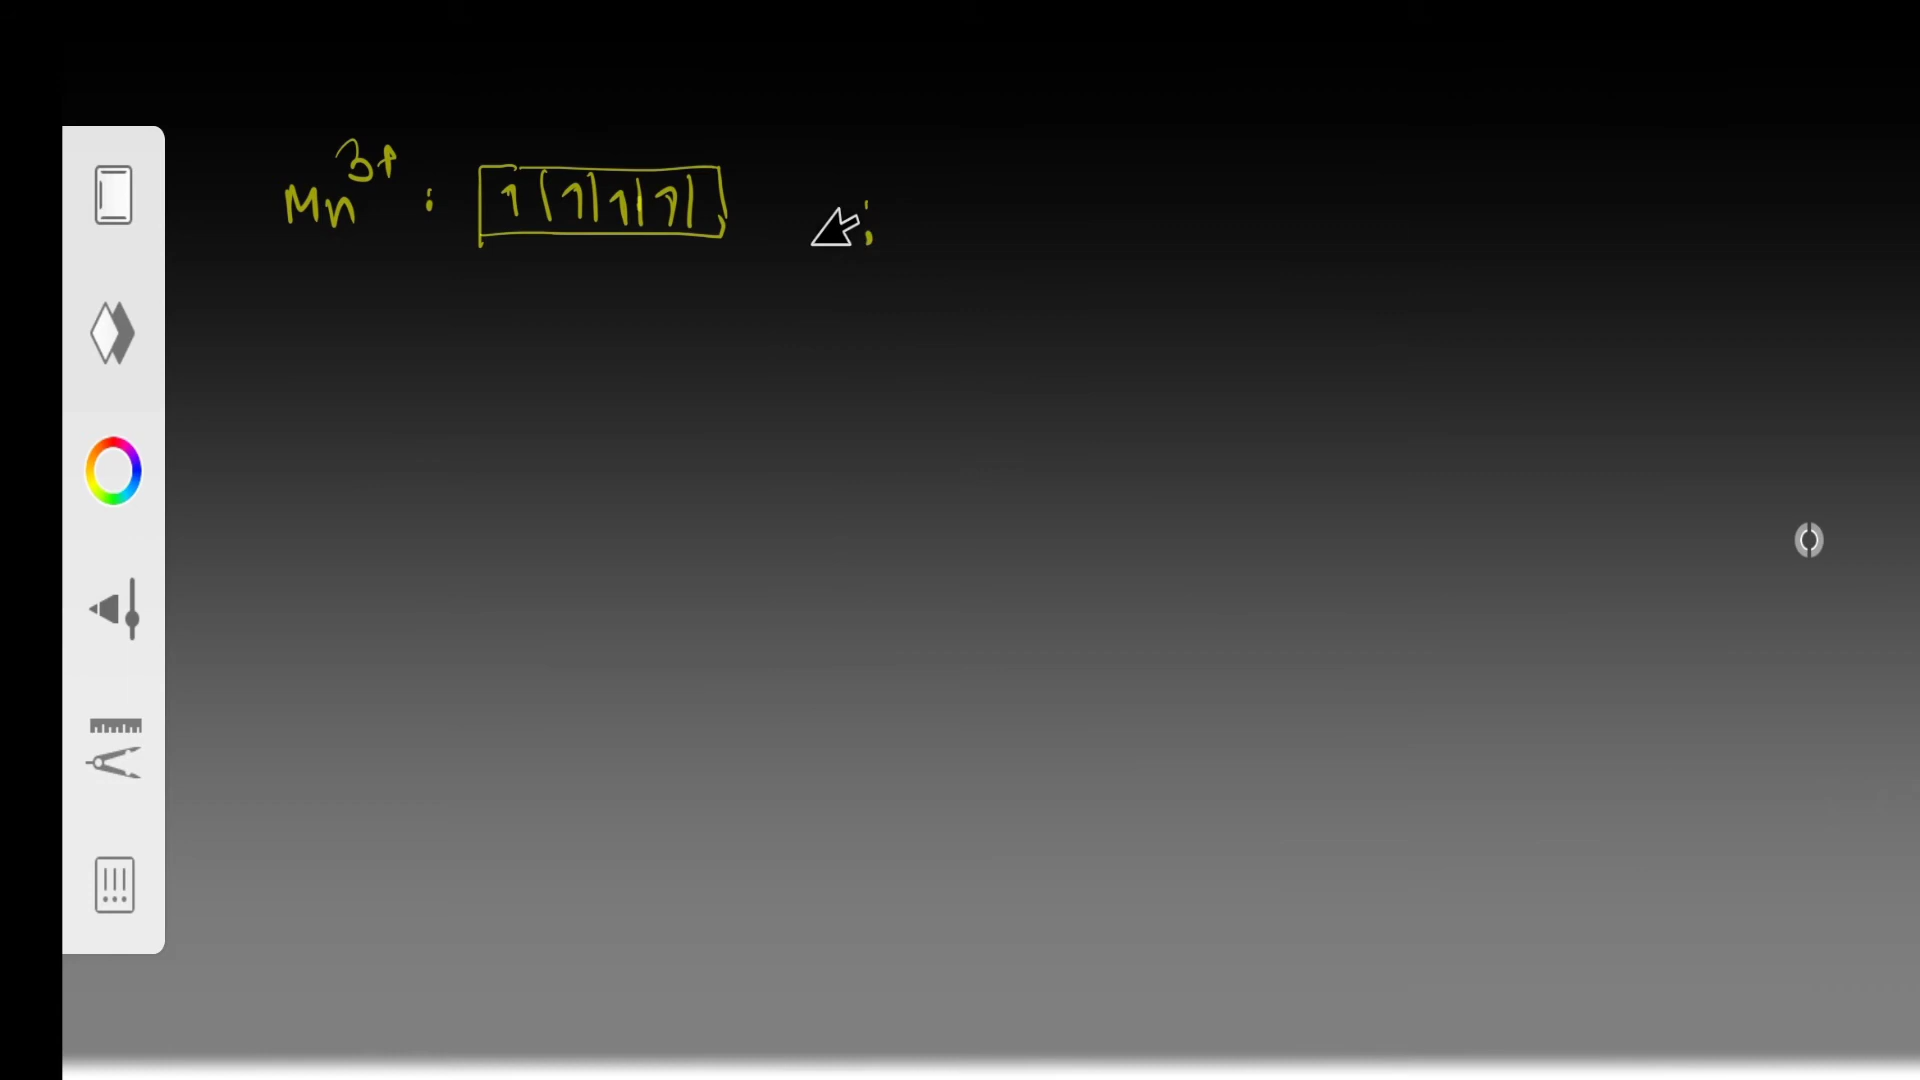 Mn³⁺ : 1 | 1 | 1 | 1 | :